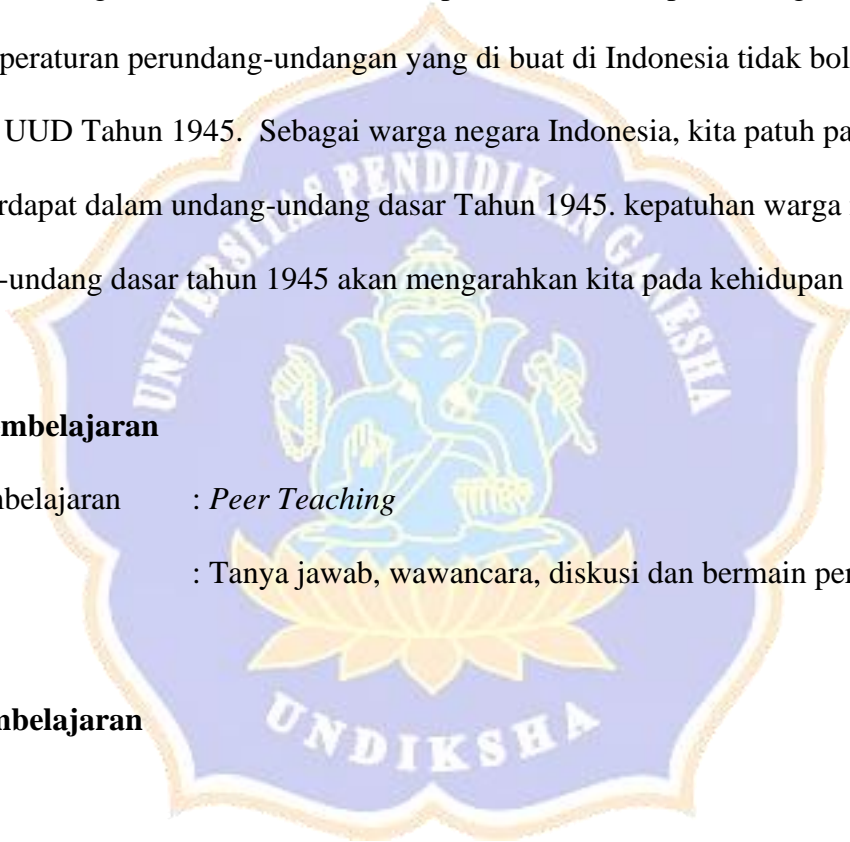 peraturan perundang-undangan yang di buat di Indonesia tidak bol
UUD Tahun 1945. Sebagai warga negara Indonesia, kita patuh pa
rdapat dalam undang-undang dasar Tahun 1945. kepatuhan warga
-undang dasar tahun 1945 akan mengarahkan kita pada kehidupan
mbelajaran
mbelajaran : Peer Teaching
: Tanya jawab, wawancara, diskusi dan bermain per
mbelajaran
UNIVERSITAS PENDIDIKAN GANESHA
UNDIKSHA